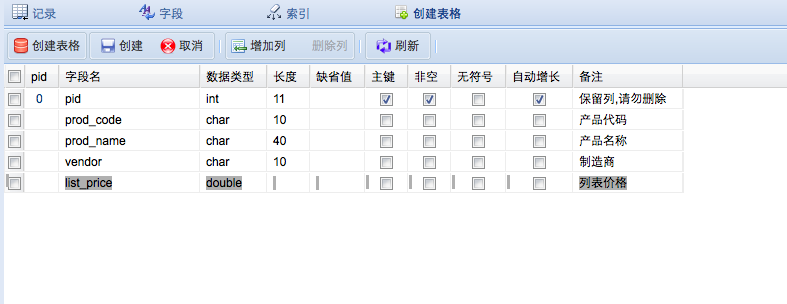 记录 字段 索引 创建表格
创建表格 创建 取消 增加列 删除列 刷新
pid 字段名 数据类型 长度 缺省值 主键 非空 无符号 自动增长 备注
0 pid int 11 保留列,请勿删除
prod_code char 10 产品代码
prod_name char 40 产品名称
vendor char 10 制造商
list_price double 列表价格